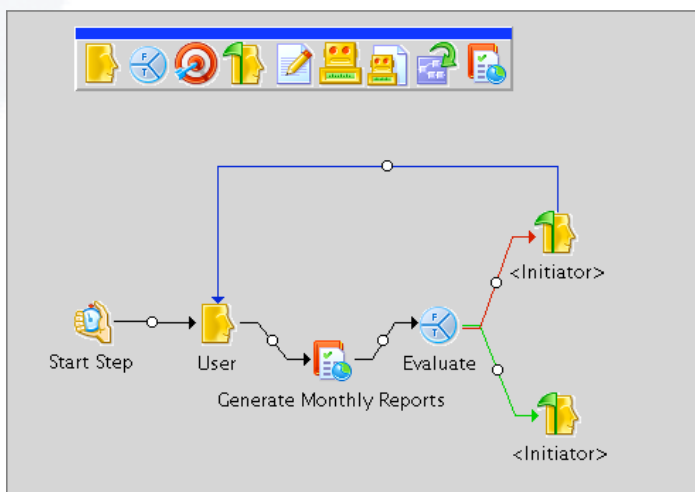 F
T
F
T
<Initiator>
Start Step
User
Evaluate
Generate Monthly Reports
<Initiator>